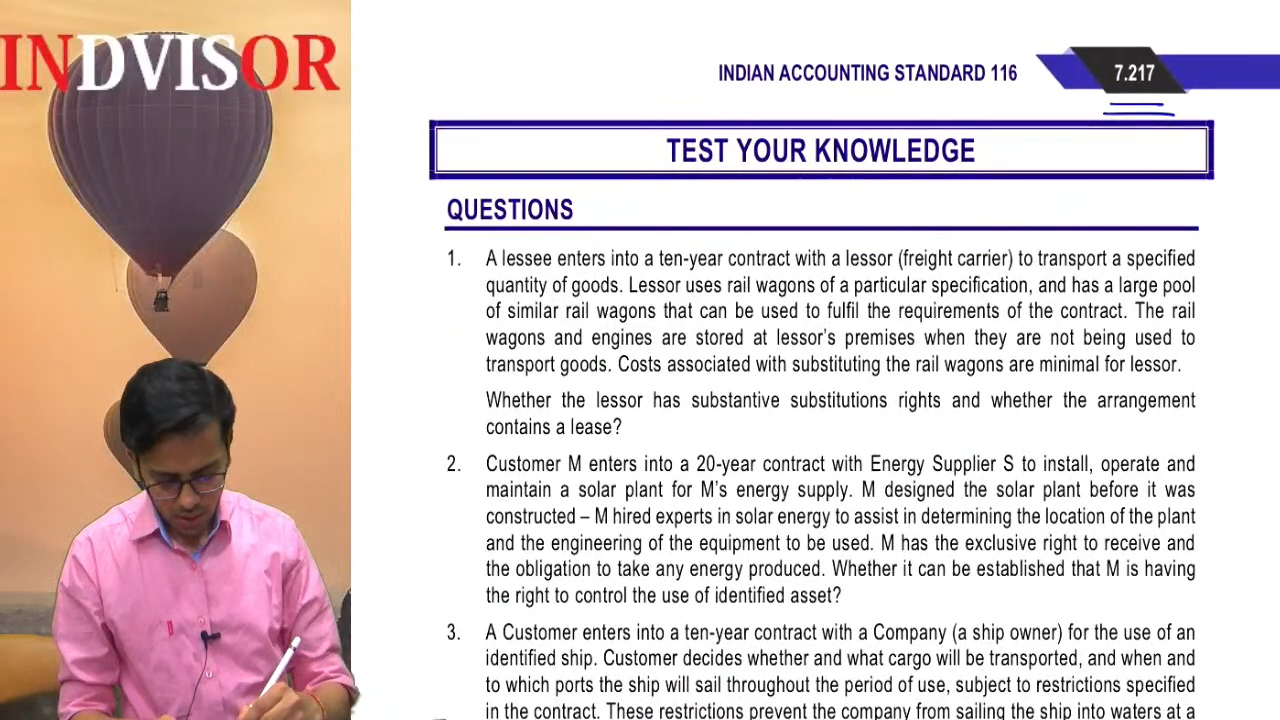 INDVISOR
INDIAN ACCOUNTING STANDARD 116
7.217
TEST YOUR KNOWLEDGE
QUESTIONS
1. A lessee enters into a ten-year contract with a lessor (freight carrier) to transport a specified
quantity of goods. Lessor uses rail wagons of a particular specification, and has a large pool
of similar rail wagons that can be used to fulfil the requirements of the contract. The rail
wagons and engines are stored at lessor's premises when they are not being used to
transport goods. Costs associated with substituting the rail wagons are minimal for lessor.
Whether the lessor has substantive substitutions rights and whether the arrangement
contains a lease?
2. Customer M enters into a 20-year contract with Energy Supplier S to install, operate and
maintain a solar plant for M's energy supply. M designed the solar plant before it was
constructed – M hired experts in solar energy to assist in determining the location of the plant
and the engineering of the equipment to be used. M has the exclusive right to receive and
the obligation to take any energy produced. Whether it can be established that M is having
the right to control the use of identified asset?
3. A Customer enters into a ten-year contract with a Company (a ship owner) for the use of an
identified ship. Customer decides whether and what cargo will be transported, and when and
to which ports the ship will sail throughout the period of use, subject to restrictions specified
in the contract. These restrictions prevent the company from sailing the ship into waters at a